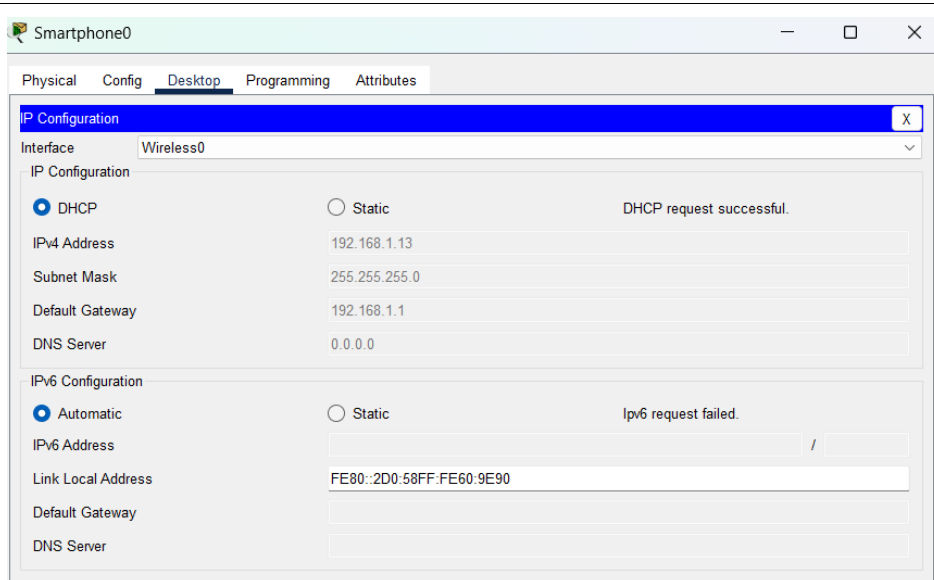 Smartphone0
Physical Config Desktop Programming Attributes
IP Configuration X
Interface Wireless0
IP Configuration
DHCP Static DHCP request successful.
IPv4 Address 192.168.1.13
Subnet Mask 255.255.255.0
Default Gateway 192.168.1.1
DNS Server 0.0.0.0
IPv6 Configuration
Automatic Static Ipv6 request failed.
IPv6 Address /
Link Local Address FE80::2D0:58FF:FE60:9E90
Default Gateway
DNS Server